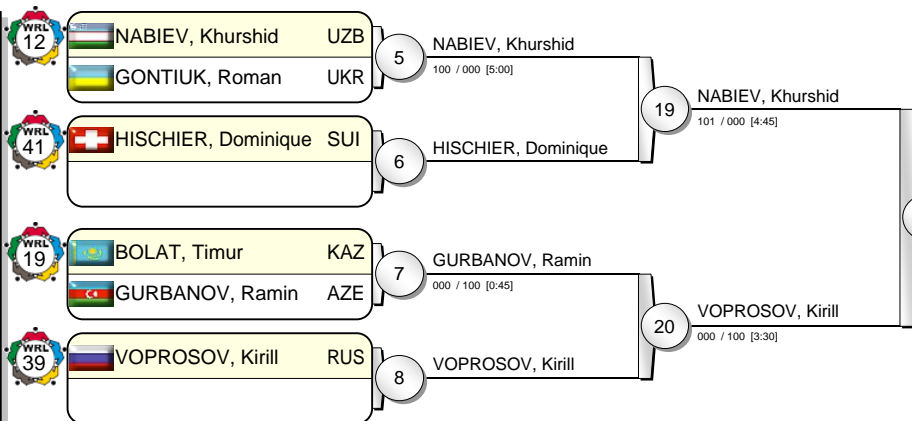 WRL
12
NABIEV, Khurshid UZB
GONTIUK, Roman UKR
5
NABIEV, Khurshid
100 / 000 [5:00]
WRL
41
HISCHIER, Dominique SUI
6
HISCHIER, Dominique
19
NABIEV, Khurshid
101 / 000 [4:45]
WRL
19
BOLAT, Timur KAZ
GURBANOV, Ramin AZE
7
GURBANOV, Ramin
000 / 100 [0:45]
WRL
39
VOPROSOV, Kirill RUS
8
VOPROSOV, Kirill
20
VOPROSOV, Kirill
000 / 100 [3:30]